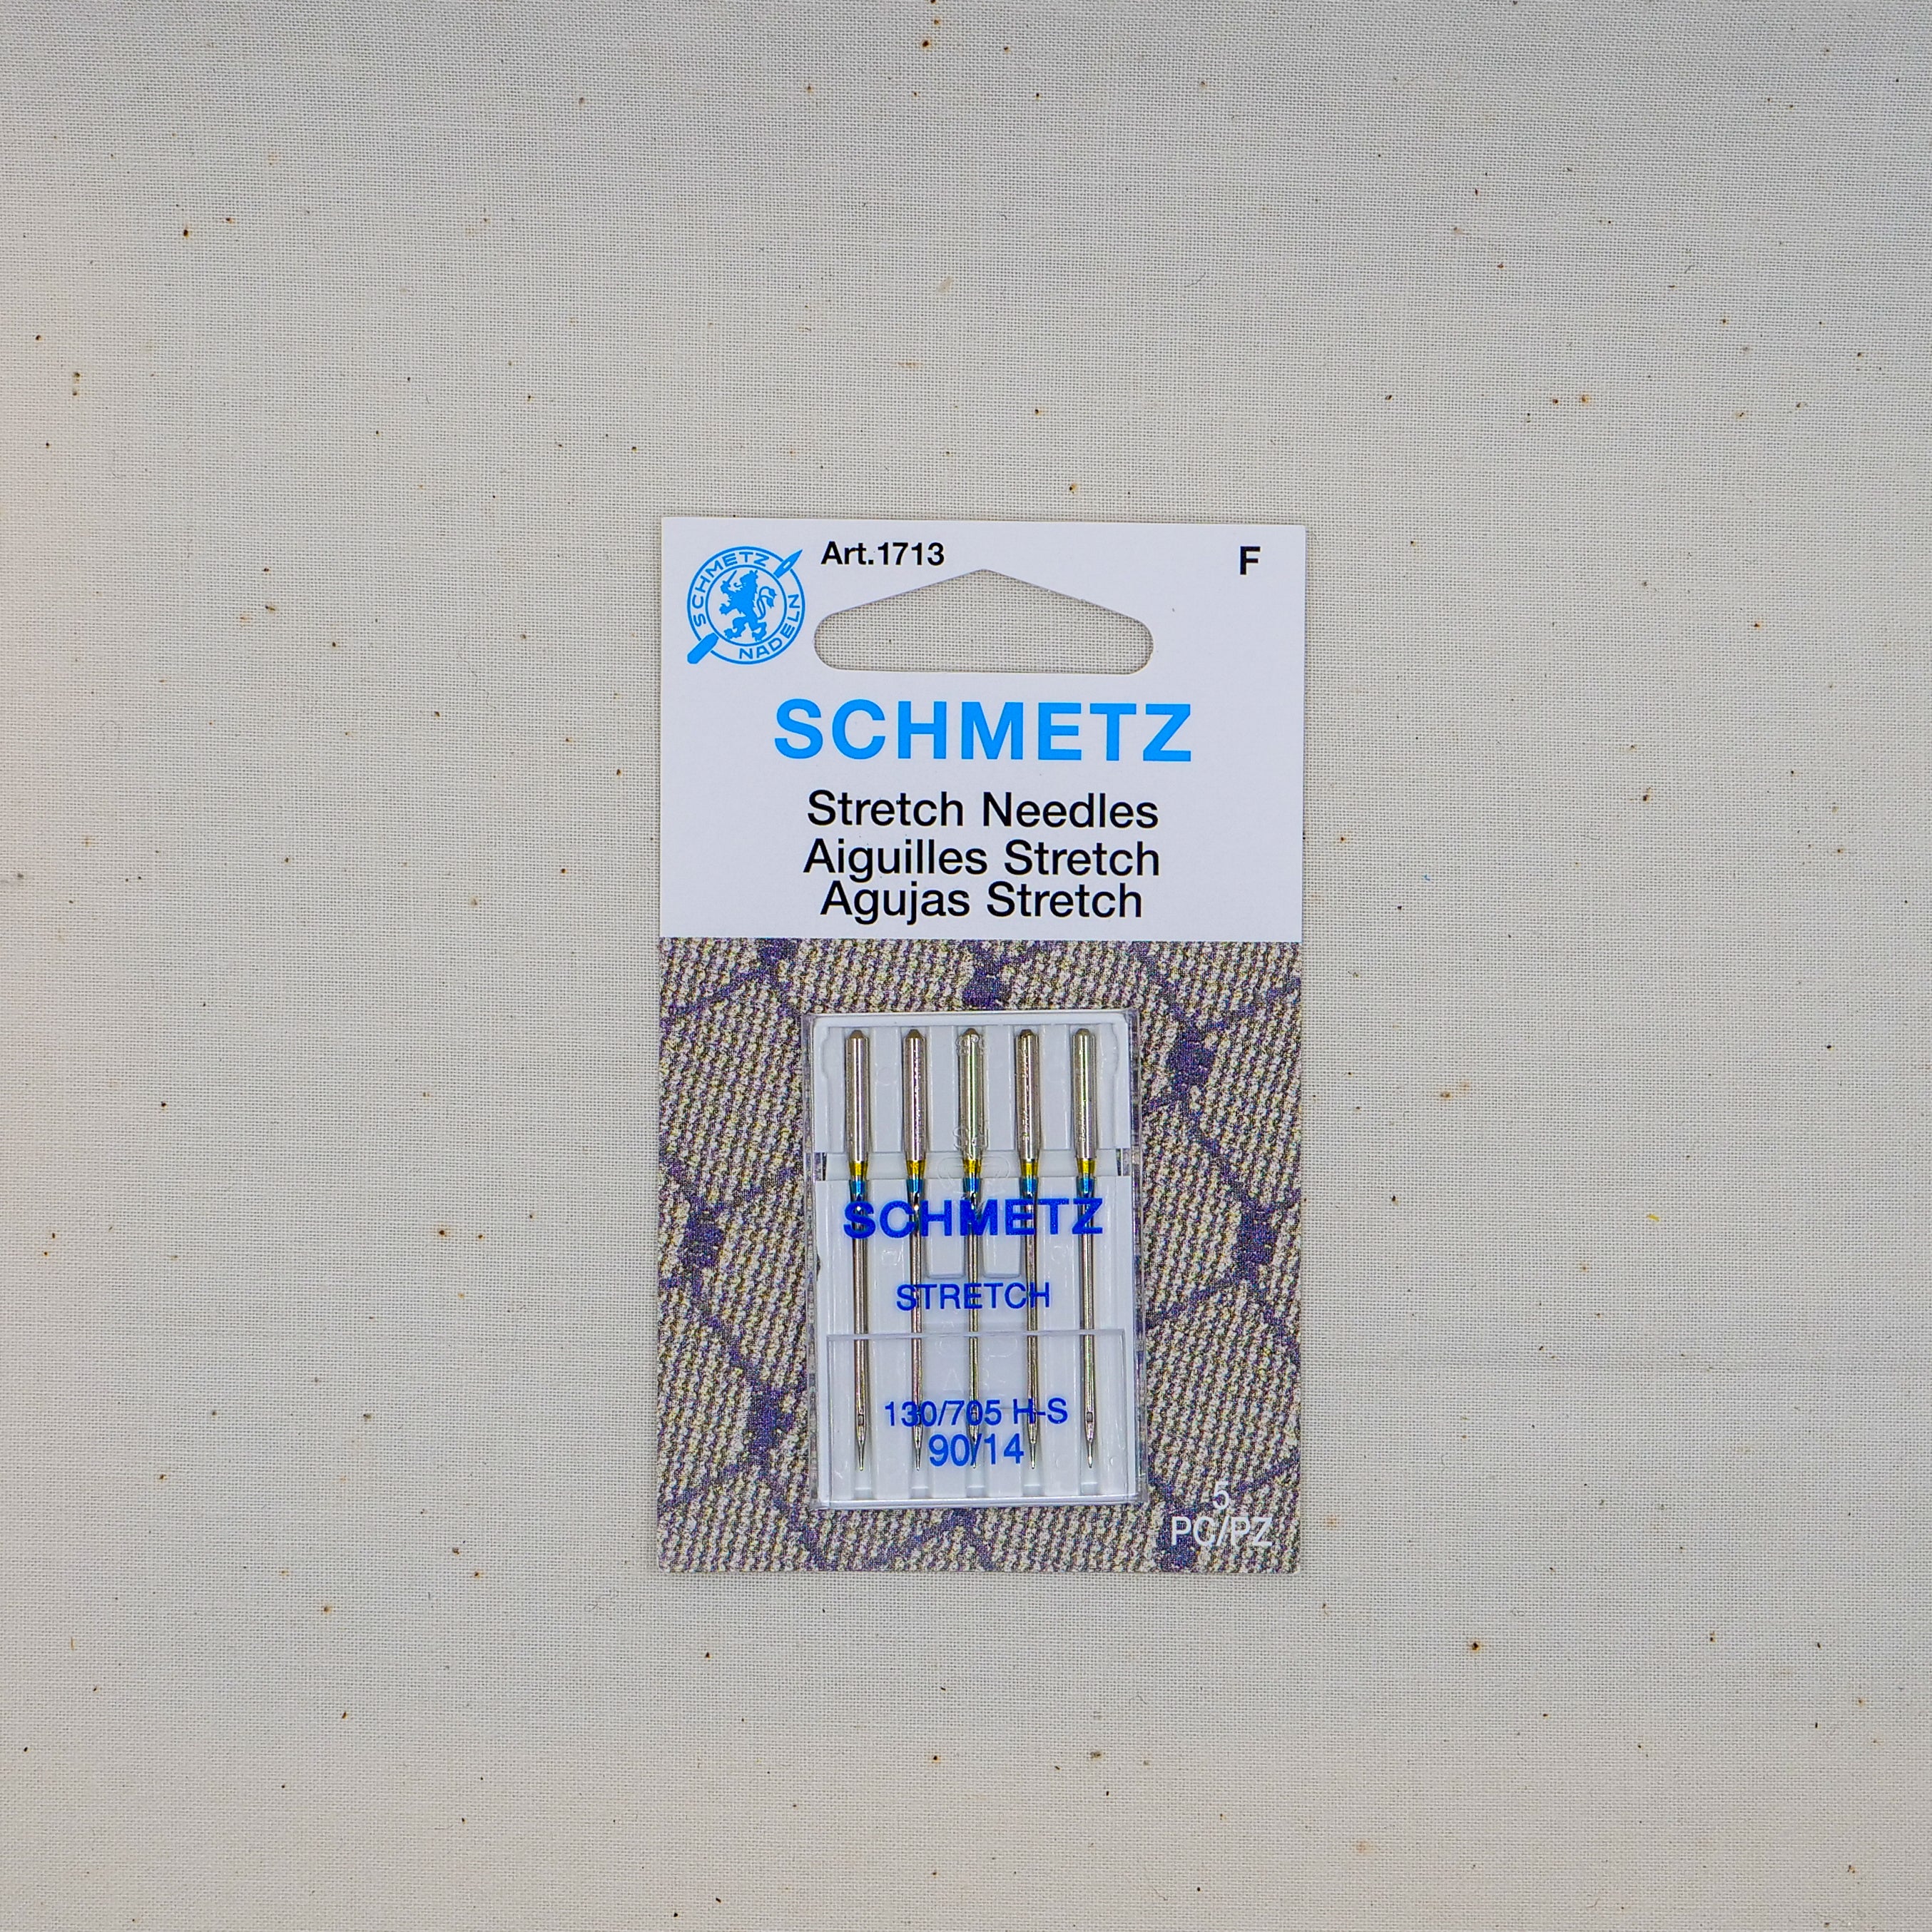 SCHMETZ NADELN
Art.1713
F
SCHMETZ
Stretch Needles
Aiguilles Stretch
Agujas Stretch
SCHMETZ
STRETCH
130/705 H-S
90/14
5
PC/PZ